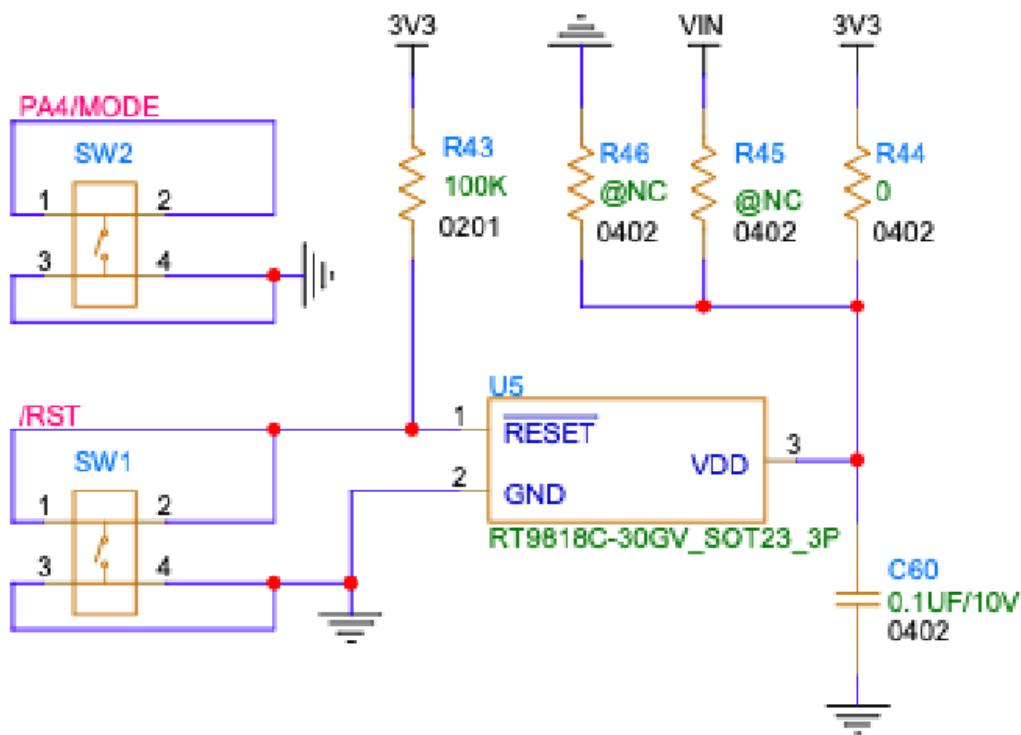 3V3
VIN
3V3
PA4/MODE
SW2
1
2
3
4
R43
100K
0201
R46
@NC
0402
R45
@NC
0402
R44
0
0402
/RST
SW1
1
2
3
4
U5
1
RESET
2
GND
VDD
3
RT9818C-30GV_SOT23_3P
C60
0.1UF/10V
0402